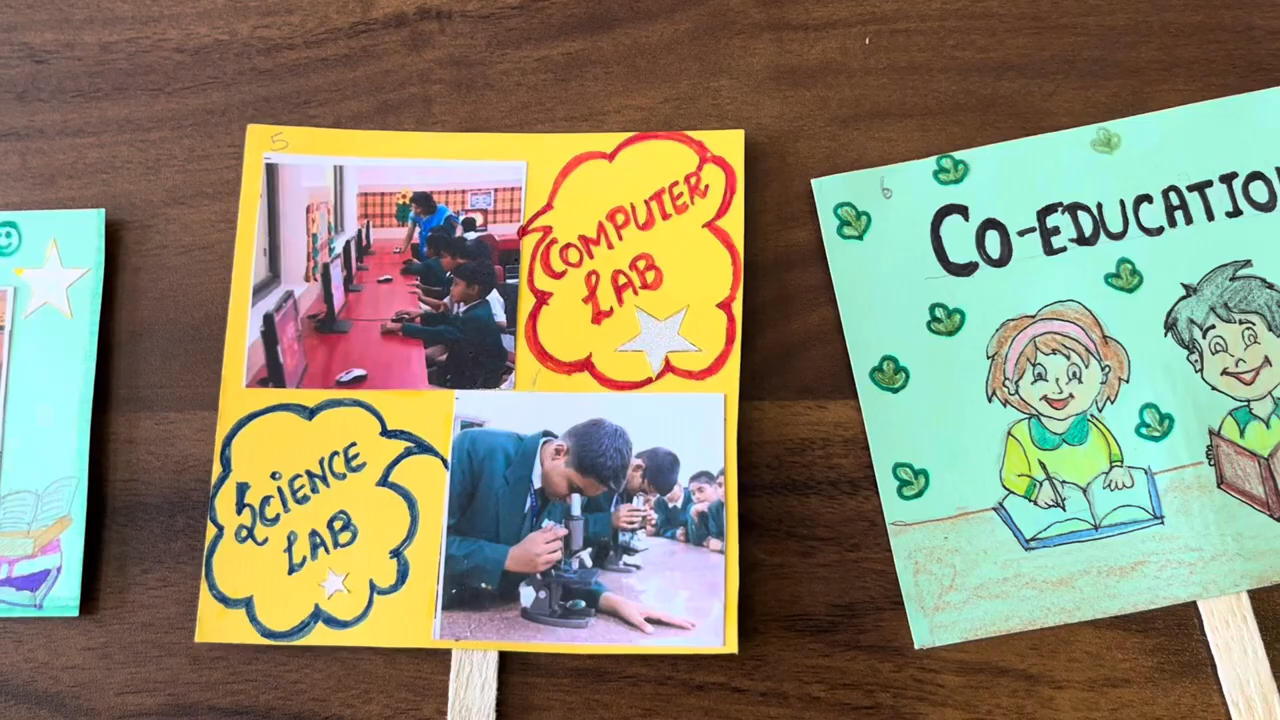 5
COMPUTER
LAB
SCIENCE
LAB
6
CO-EDUCATIO